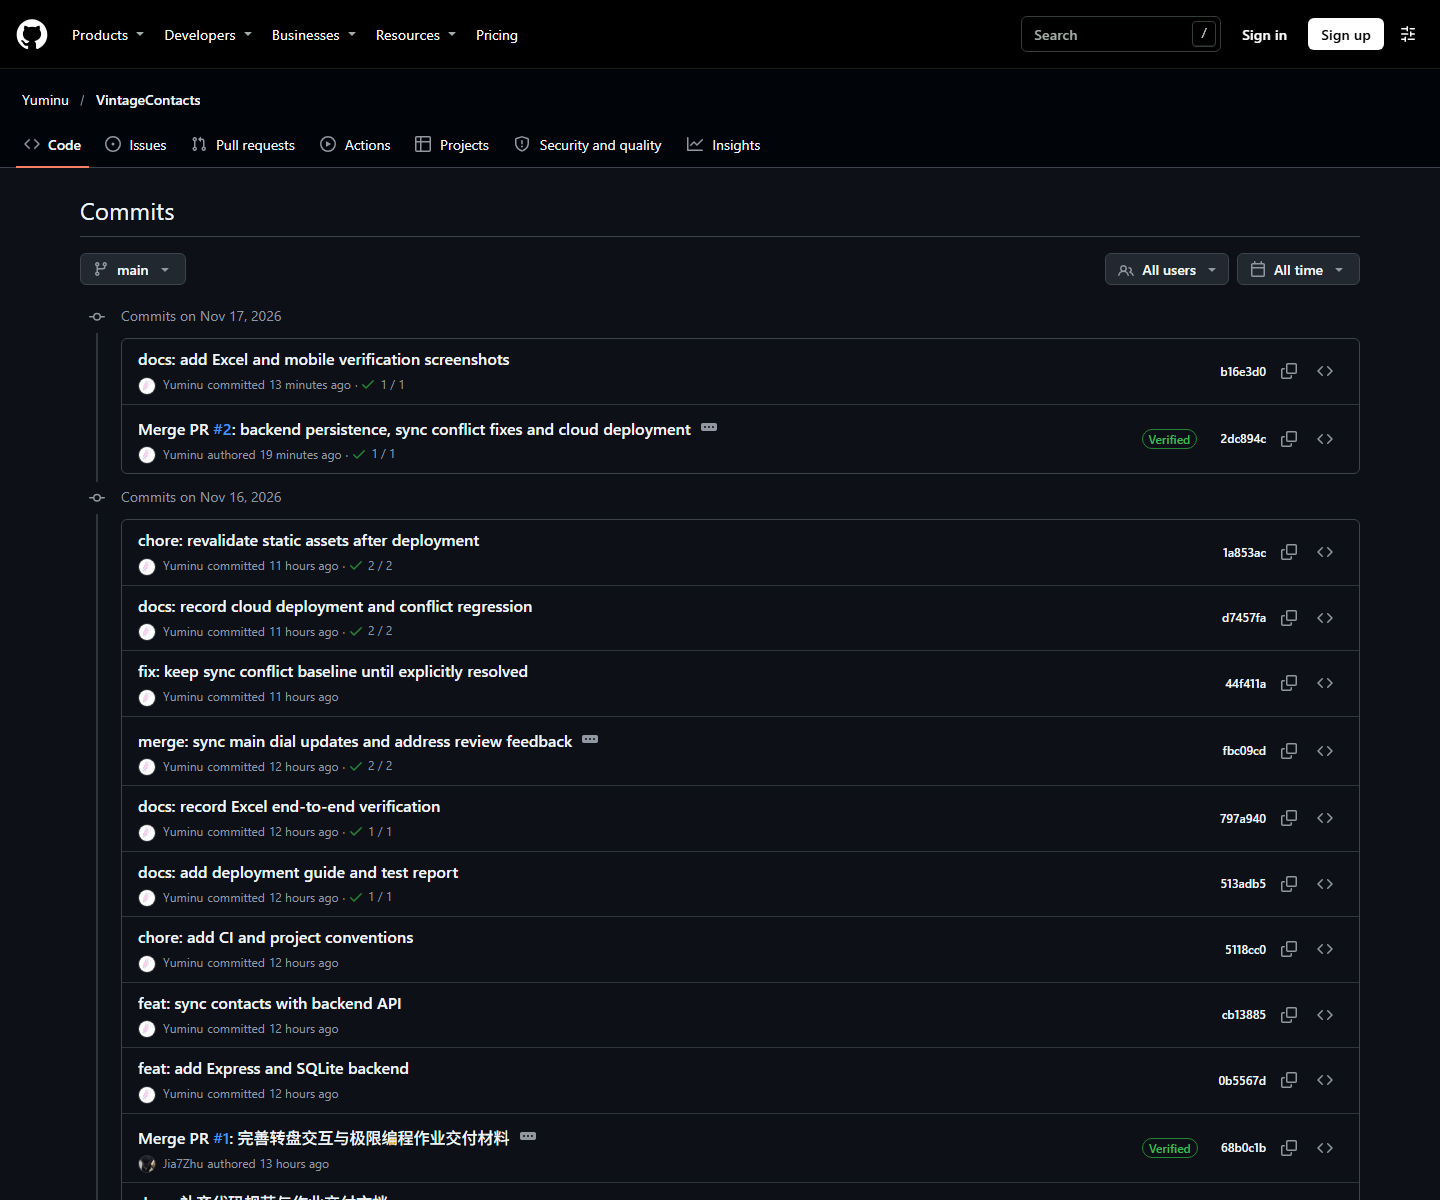 Products
Developers
Businesses
Resources
Pricing
Search
/
Sign in
Sign up
Yuminu / VintageContacts
Code
Issues
Pull requests
Actions
Projects
Security and quality
Insights
Commits
main
All users
All time
Commits on Nov 17, 2026
docs: add Excel and mobile verification screenshots
Yuminu committed 13 minutes ago · 1 / 1
b16e3d0
Merge PR #2: backend persistence, sync conflict fixes and cloud deployment
Yuminu authored 19 minutes ago · 1 / 1
Verified
2dc894c
Commits on Nov 16, 2026
chore: revalidate static assets after deployment
Yuminu committed 11 hours ago · 2 / 2
1a853ac
docs: record cloud deployment and conflict regression
Yuminu committed 11 hours ago · 2 / 2
d7457fa
fix: keep sync conflict baseline until explicitly resolved
Yuminu committed 11 hours ago
44f411a
merge: sync main dial updates and address review feedback
Yuminu committed 12 hours ago · 2 / 2
fbc09cd
docs: record Excel end-to-end verification
Yuminu committed 12 hours ago · 1 / 1
797a940
docs: add deployment guide and test report
Yuminu committed 12 hours ago · 1 / 1
513adb5
chore: add CI and project conventions
Yuminu committed 12 hours ago
5118cc0
feat: sync contacts with backend API
Yuminu committed 12 hours ago
cb13885
feat: add Express and SQLite backend
Yuminu committed 12 hours ago
0b5567d
Merge PR #1: 完善转盘交互与极限编程作业交付材料
Jia7Zhu authored 13 hours ago
Verified
68b0c1b